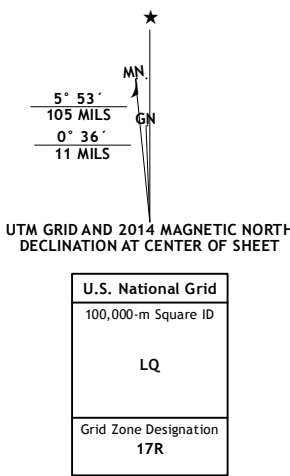 MN.
5° 53´
105 MILS
GN
0° 36´
11 MILS
UTM GRID AND 2014 MAGNETIC NORTH
DECLINATION AT CENTER OF SHEET
U.S. National Grid
100,000-m Square ID
LQ
Grid Zone Designation
17R